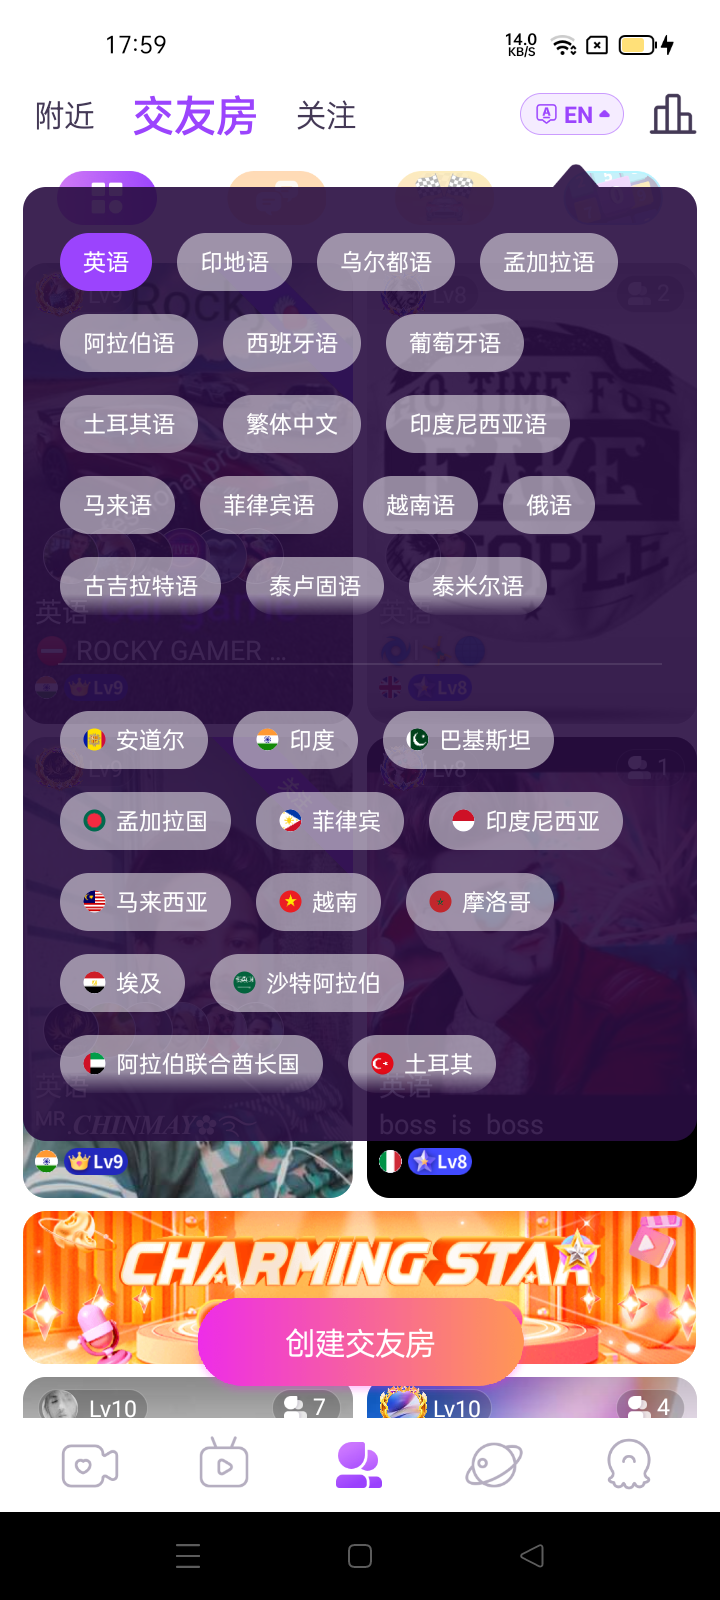 17:59
14.0
KB/S
附近 交友房 关注 EN
英语 印地语 乌尔都语 孟加拉语
Lv9 Rock Lv8 2
阿拉伯语 西班牙语 葡萄牙语
NO TIME FOR
土耳其语 繁体中文 印度尼西亚语
FAKE
马来语 菲律宾语 越南语 俄语
PEOPLE
古吉拉特语 泰卢固语 泰米尔语
英语 英语
ROCKY GAMER ...
Lv9 Lv8
安道尔 印度 巴基斯坦
Lv9 Lv8 1
孟加拉国 菲律宾 印度尼西亚
马来西亚 越南 摩洛哥
埃及 沙特阿拉伯
阿拉伯联合酋长国 土耳其
英语 英语
MR.CHINMAY boss is boss
Lv9 Lv8
CHARMING STAR
创建交友房
Lv10 7 Lv10 4